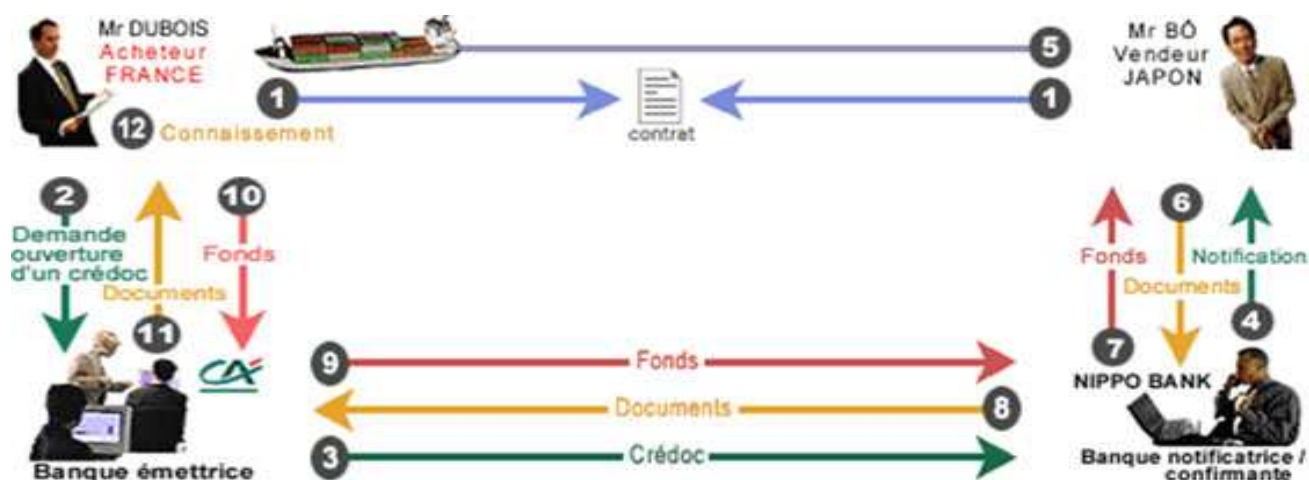 Mr DUBOIS
Acheteur
FRANCE
5
Mr BÔ
Vendeur
JAPON
1
1
contrat
12 Connaissement
2
10
6
Demande
ouverture
d'un crédoc
Fonds
Documents
11
Fonds
Notification
Documents
4
7
CA
9
Fonds
NIPPO BANK
Documents
8
3
Crédoc
Banque émettrice
Banque notificatrice /
confirmante